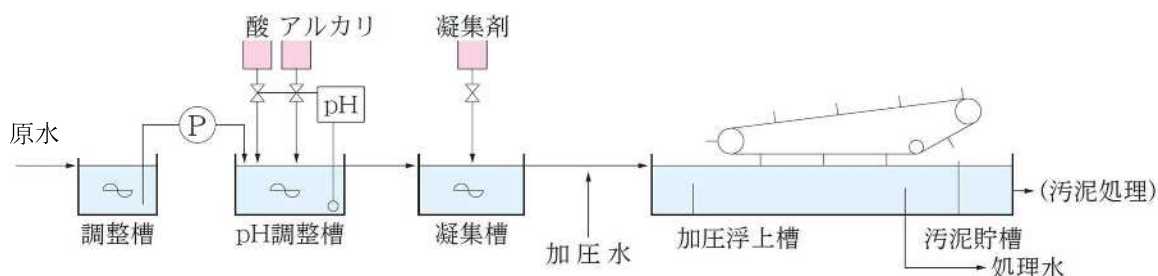 酸 アルカリ
凝集剤
pH
原水
P
調整槽
pH調整槽
凝集槽
加圧水
加圧浮上槽
汚泥貯槽
(汚泥処理)
処理水